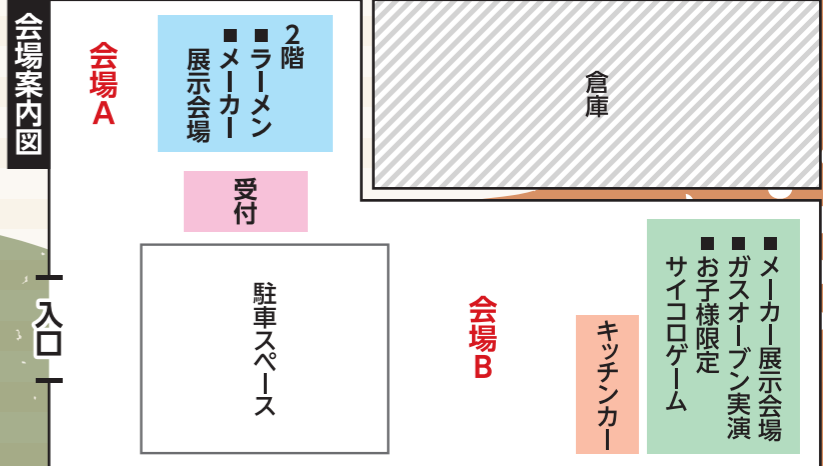 会場案内図
会場A
2階
■ラーメン
■メーカー
展示会場
受付
入口
駐車スペース
倉庫
会場B
キッチンカー
■メーカー展示会場
■ガスオーブン実演
■お子様限定
サイコロゲーム